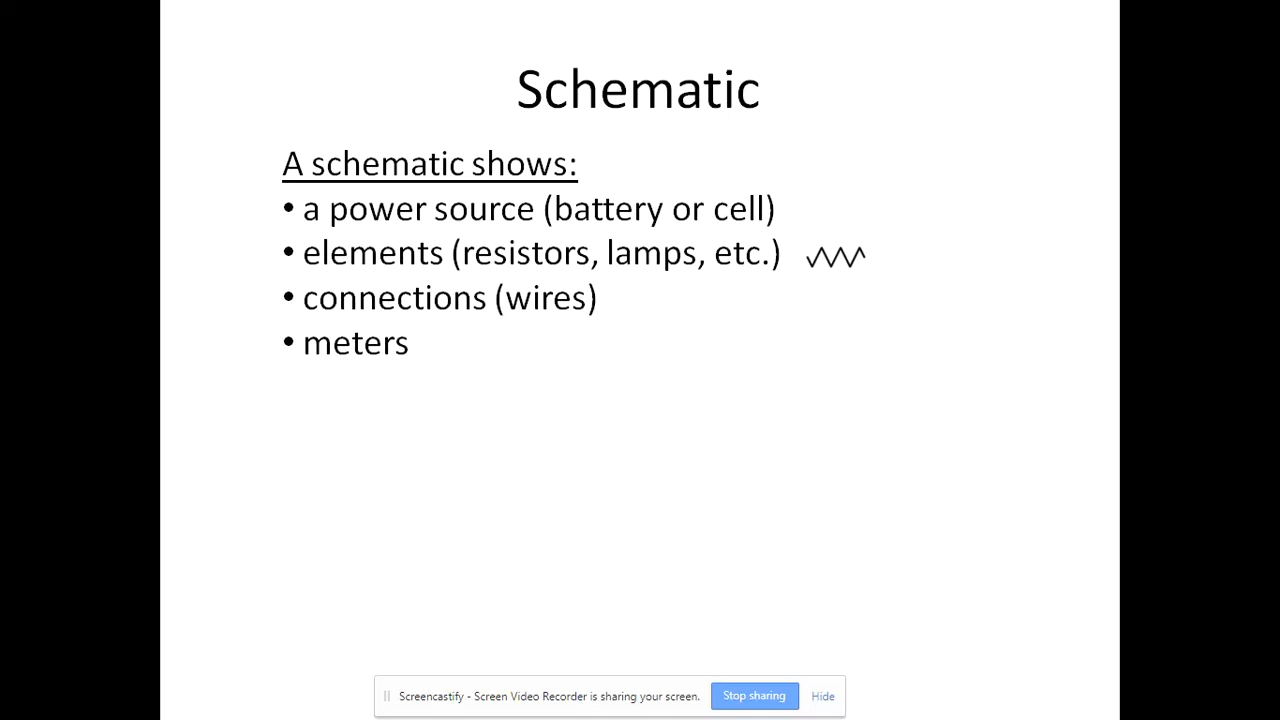 Schematic
A schematic shows:
• a power source (battery or cell)
• elements (resistors, lamps, etc.)
• connections (wires)
• meters
Screencastify - Screen Video Recorder is sharing your screen. Stop sharing Hide